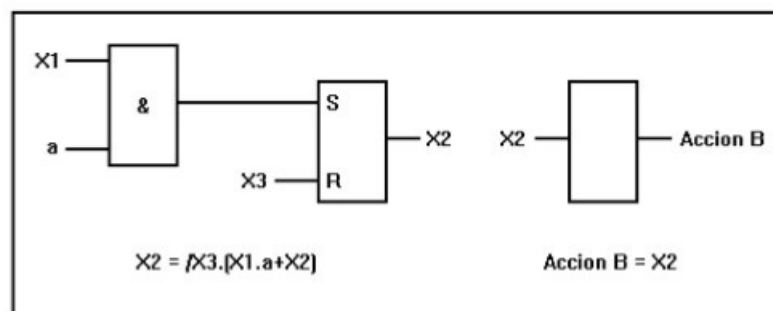 X1
&
a
S
X2
X3
R
X2
Accion B
X2 = /X3.(X1.a+X2)
Accion B = X2